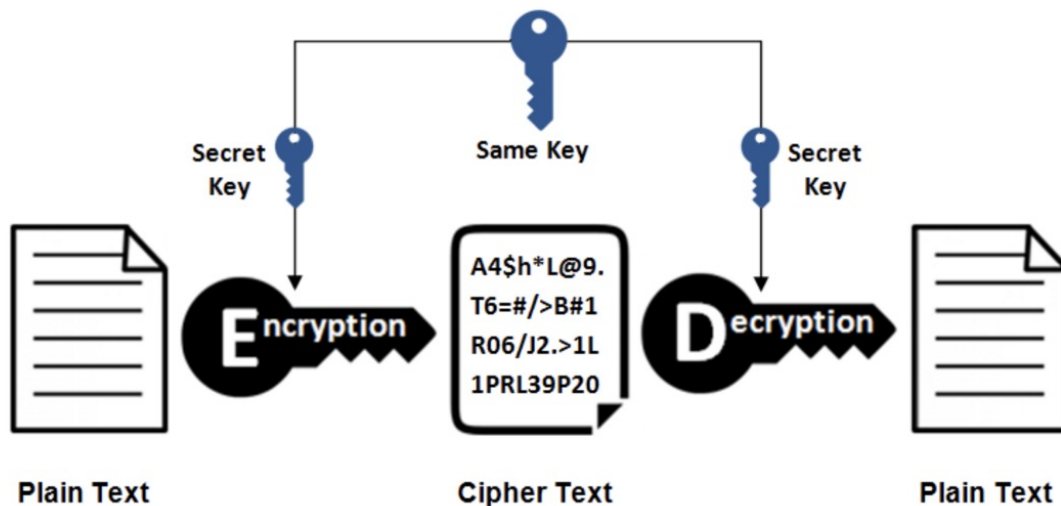 Same Key
Secret
Key
Secret
Key
Encryption
A4$h*L@9.
T6=#/>B#1
R06/J2.>1L
1PRL39P20
Decryption
Plain Text
Cipher Text
Plain Text